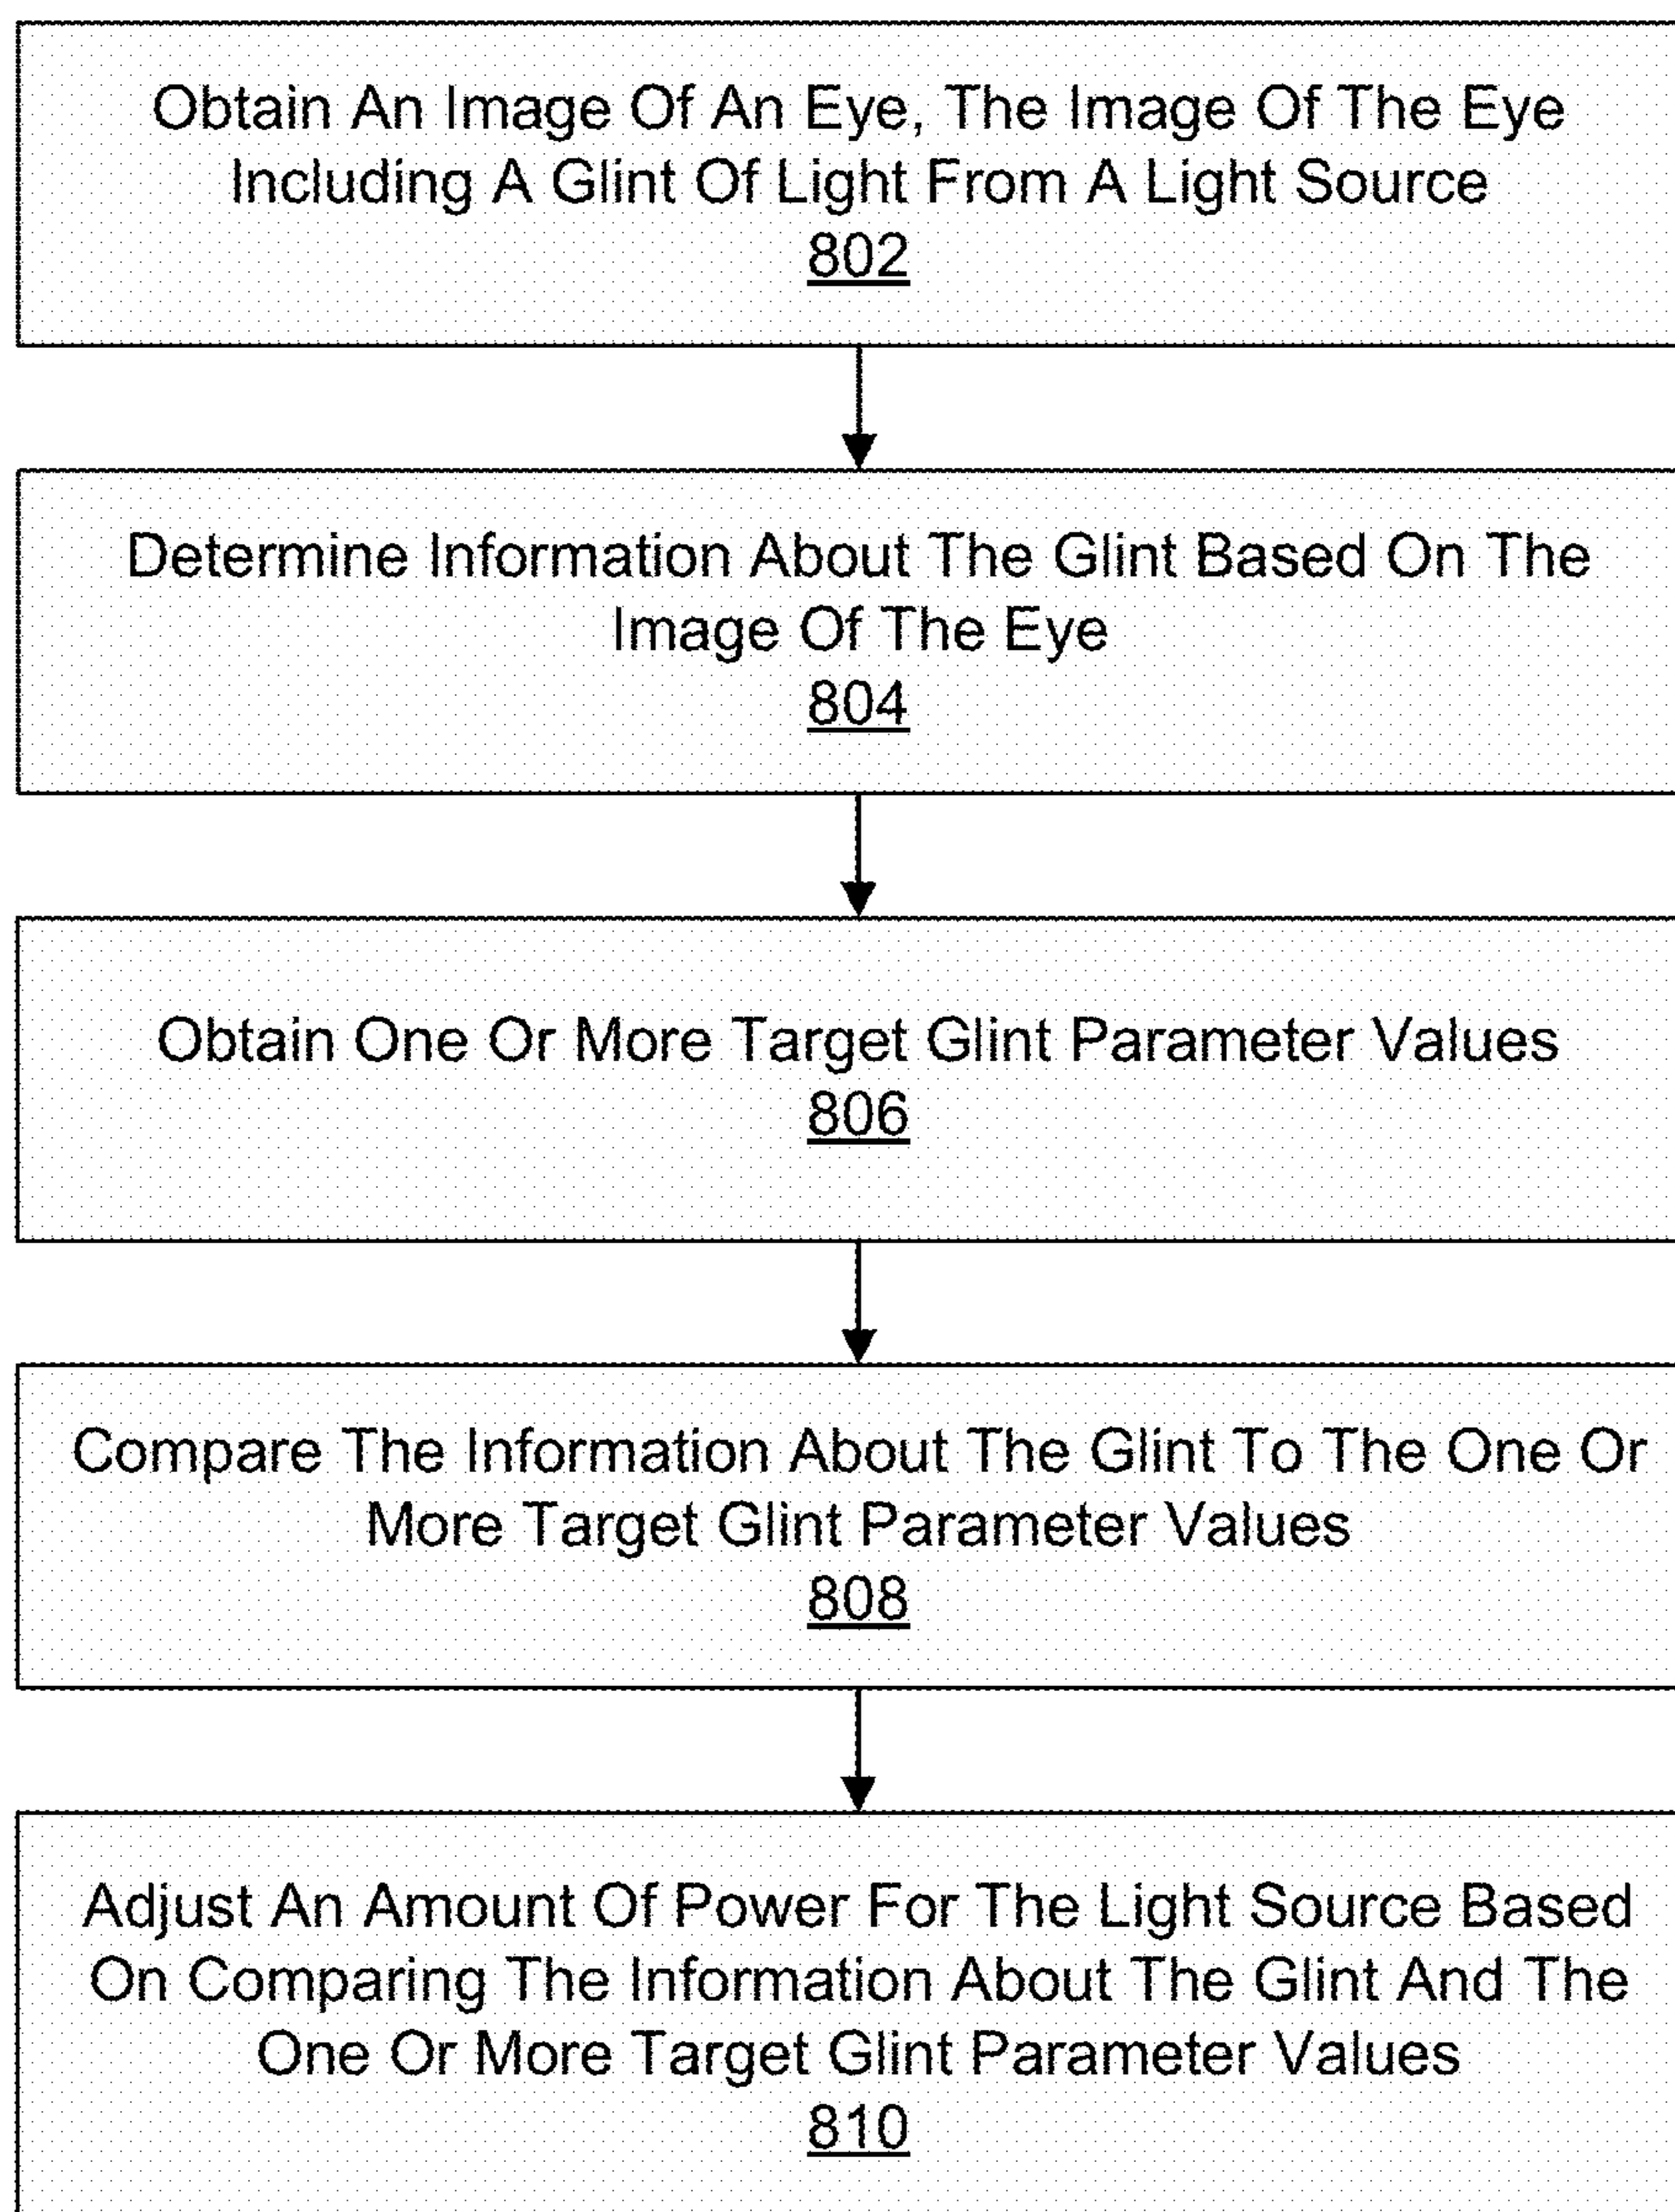 Obtain An Image Of An Eye, The Image Of The Eye
Including A Glint Of Light From A Light Source
802
Determine Information About The Glint Based On The
Image Of The Eye
804
Obtain One Or More Target Glint Parameter Values
806
Compare The Information About The Glint To The One Or
More Target Glint Parameter Values
808
Adjust An Amount Of Power For The Light Source Based
On Comparing The Information About The Glint And The
One Or More Target Glint Parameter Values
810